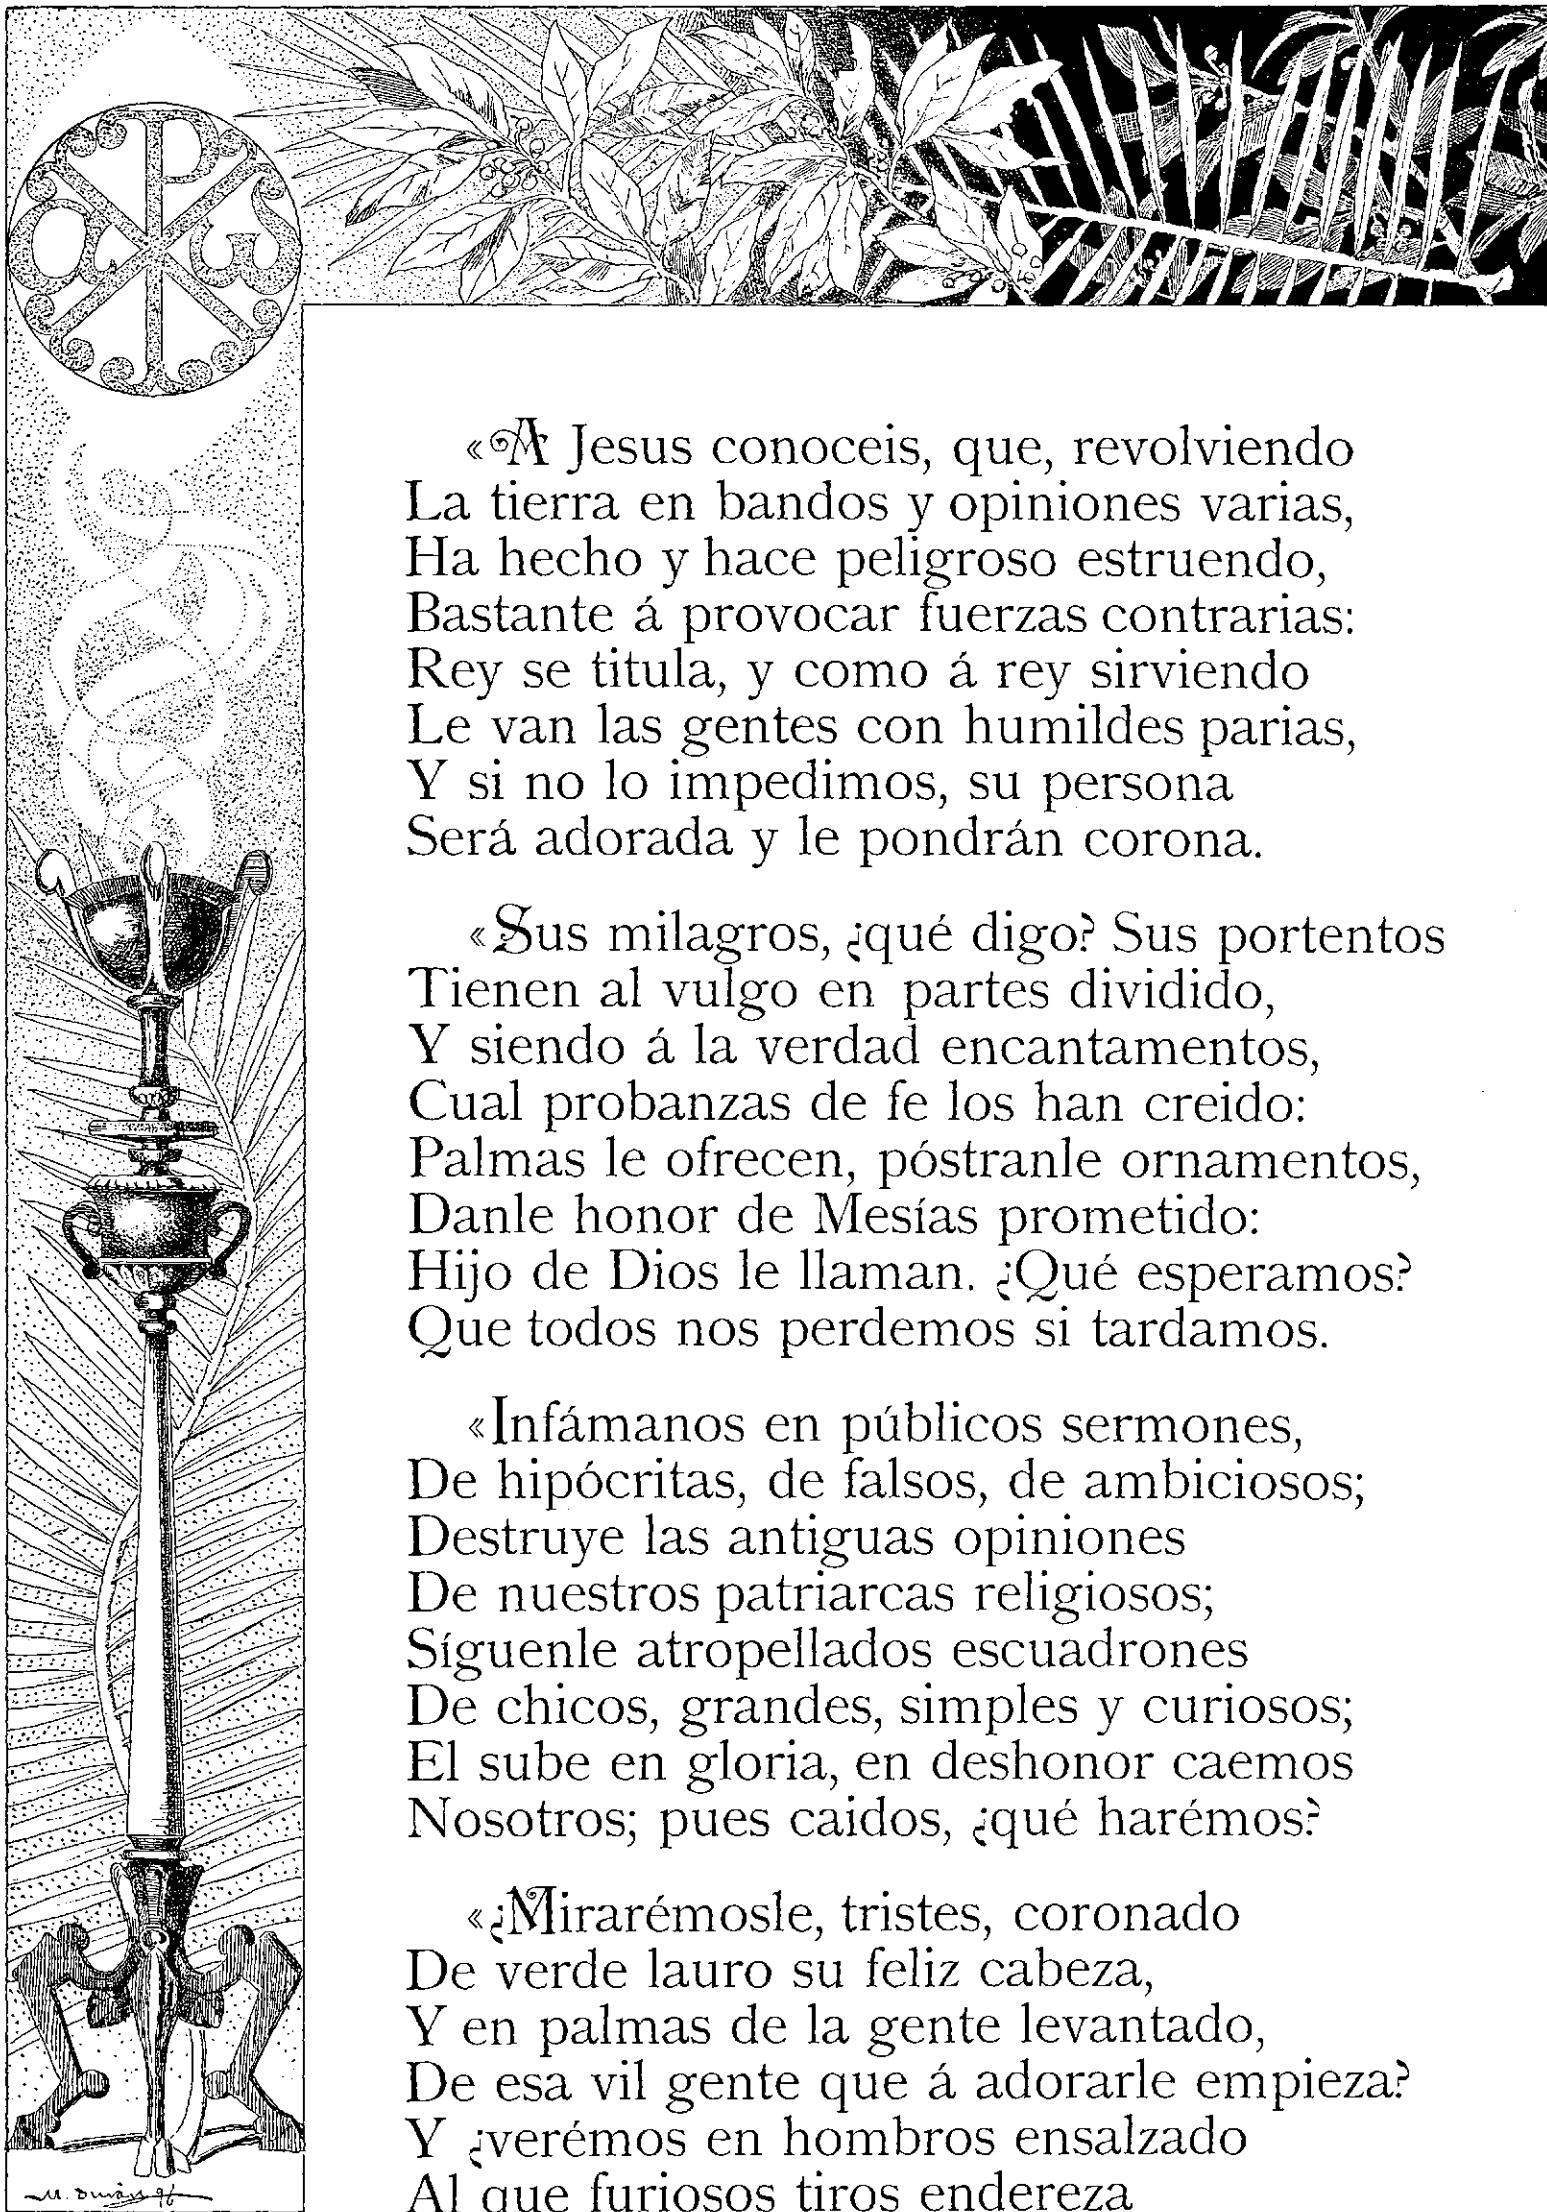 «A Jesus conoceis, que, revolviendo
La tierra en bandos y opiniones varias,
Ha hecho y hace peligroso estruendo,
Bastante á provocar fuerzas contrarias:
Rey se titula, y como á rey sirviendo
Le van las gentes con humildes parias,
Y si no lo impedimos, su persona
Será adorada y le pondrán corona.
«Sus milagros, ¿qué digo? Sus portentos
Tienen al vulgo en partes dividido,
Y siendo á la verdad encantamentos,
Cual probanzas de fe los han creido:
Palmas le ofrecen, póstranle ornamentos,
Danle honor de Mesías prometido:
Hijo de Dios le llaman. ¿Qué esperamos?
Que todos nos perdemos si tardamos.
«Infámanos en públicos sermones,
De hipócritas, de falsos, de ambiciosos;
Destruye las antiguas opiniones
De nuestros patriarcas religiosos;
Síguenle atropellados escuadrones
De chicos, grandes, simples y curiosos;
El sube en gloria, en deshonor caemos
Nosotros; pues caidos, ¿qué harémos?
«¿Mirarémosle, tristes, coronado
De verde lauro su feliz cabeza,
Y en palmas de la gente levantado,
De esa vil gente que á adorarle empieza?
Y ¿verémos en hombros ensalzado
Al que furiosos tiros endereza